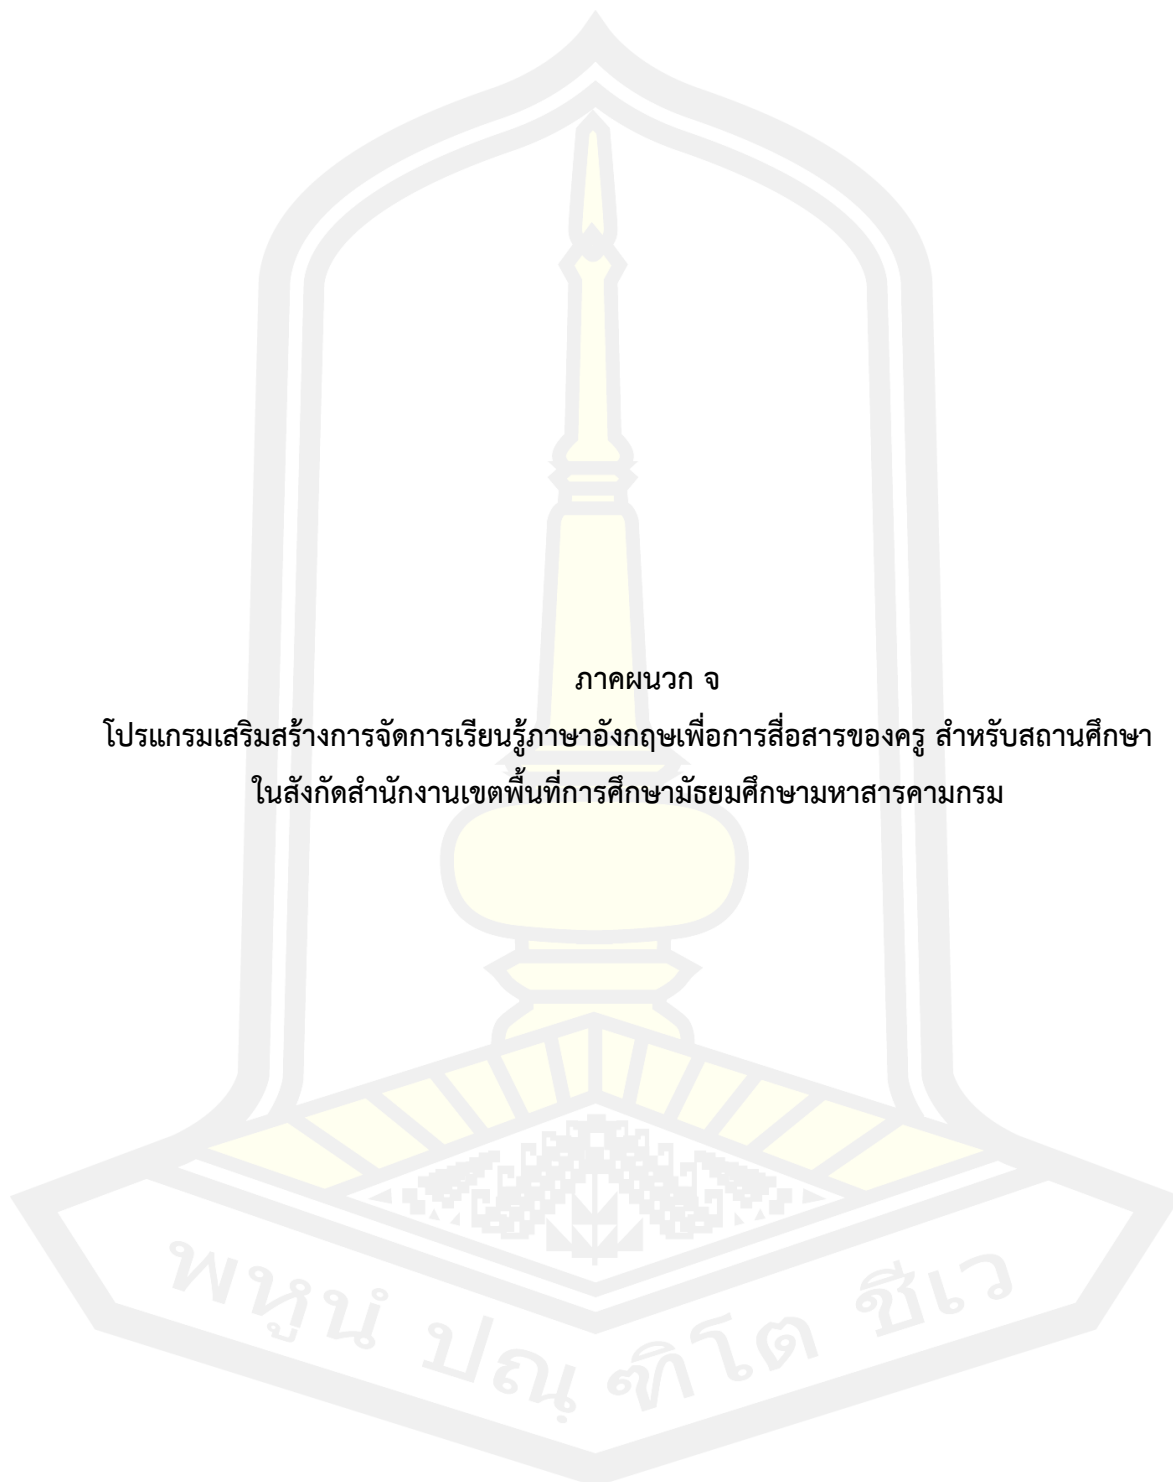 ภาคผนวก จ
โปรแกรมเสริมสร้างการจัดการเรียนรู้ภาษาอังกฤษเพื่อการสื่อสารของครู สำหรับสถานศึกษา
ในสังกัดสำนักงานเขตพื้นที่การศึกษามัธยมศึกษามหาสารคามกรม
พหูนํ ปณฺ ฑิโต ชีเว